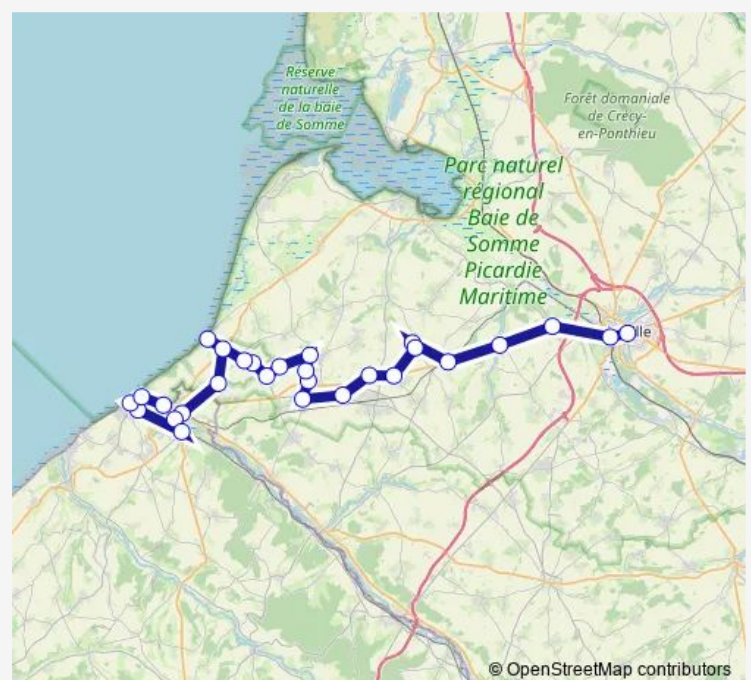 Réserve
naturelle
de la baie
de Somme
Forêt domaniale
de Crécy-
en-Ponthieu
Parc naturel
régional
Baie de
Somme
Picardie
Maritime
lle
© OpenStreetMap contributors